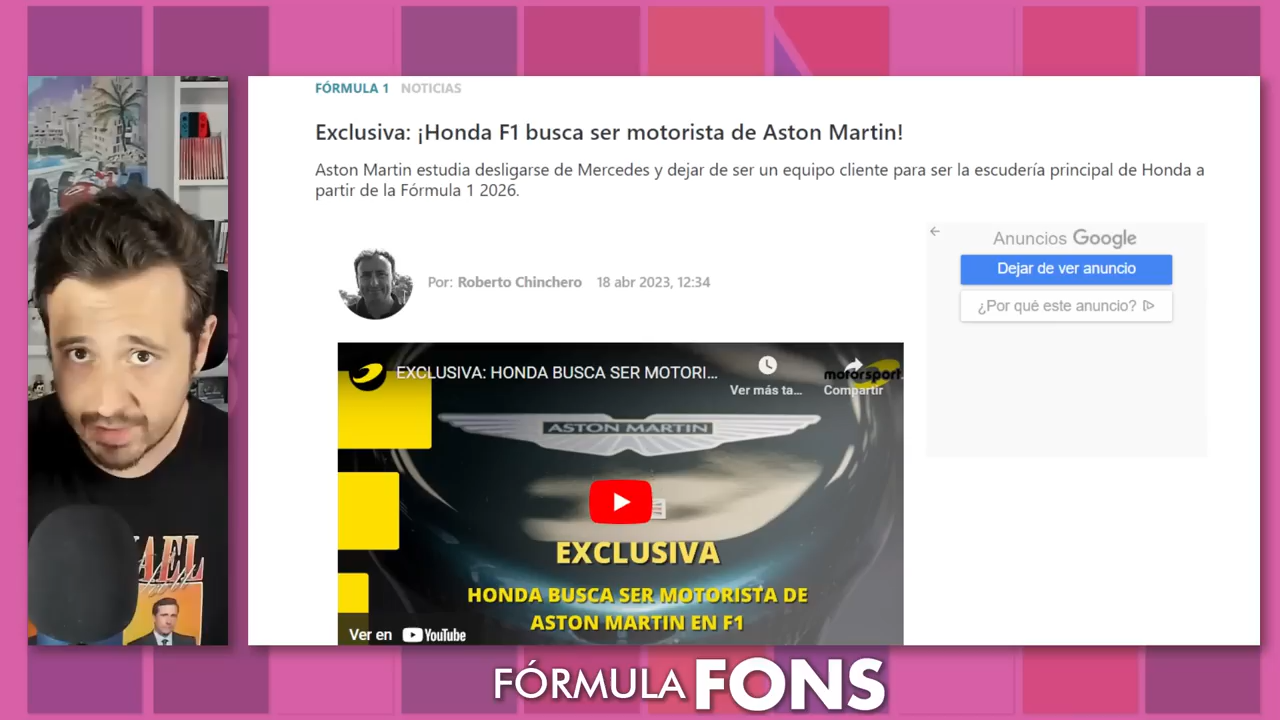 FÓRMULA 1 NOTICIAS
Exclusiva: ¡Honda F1 busca ser motorista de Aston Martin!
Aston Martin estudia desligarse de Mercedes y dejar de ser un equipo cliente para ser la escudería principal de Honda a
partir de la Fórmula 1 2026.
Por: Roberto Chinchero 18 abr 2023, 12:34
Anuncios Google
Dejar de ver anuncio
¿Por qué este anuncio?
EXCLUSIVA: HONDA BUSCA SER MOTORI...
Ver más ta...
motorsport
Compartir
ASTON MARTIN
EXCLUSIVA
HONDA BUSCA SER MOTORISTA DE
ASTON MARTIN EN F1
Ver en YouTube
FÓRMULA FONS